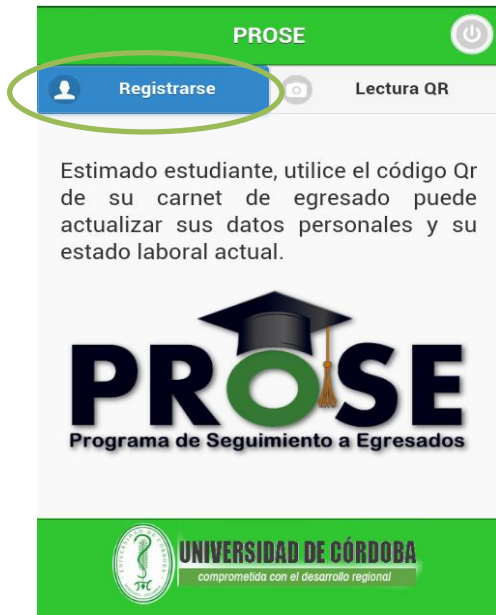 PROSE
Registrarse
Lectura QR
Estimado estudiante, utilice el código Qr
de su carnet de egresado puede
actualizar sus datos personales y su
estado laboral actual.
PROSE
Programa de Seguimiento a Egresados
UNIVERSIDAD DE CÓRDOBA
comprometida con el desarrollo regional